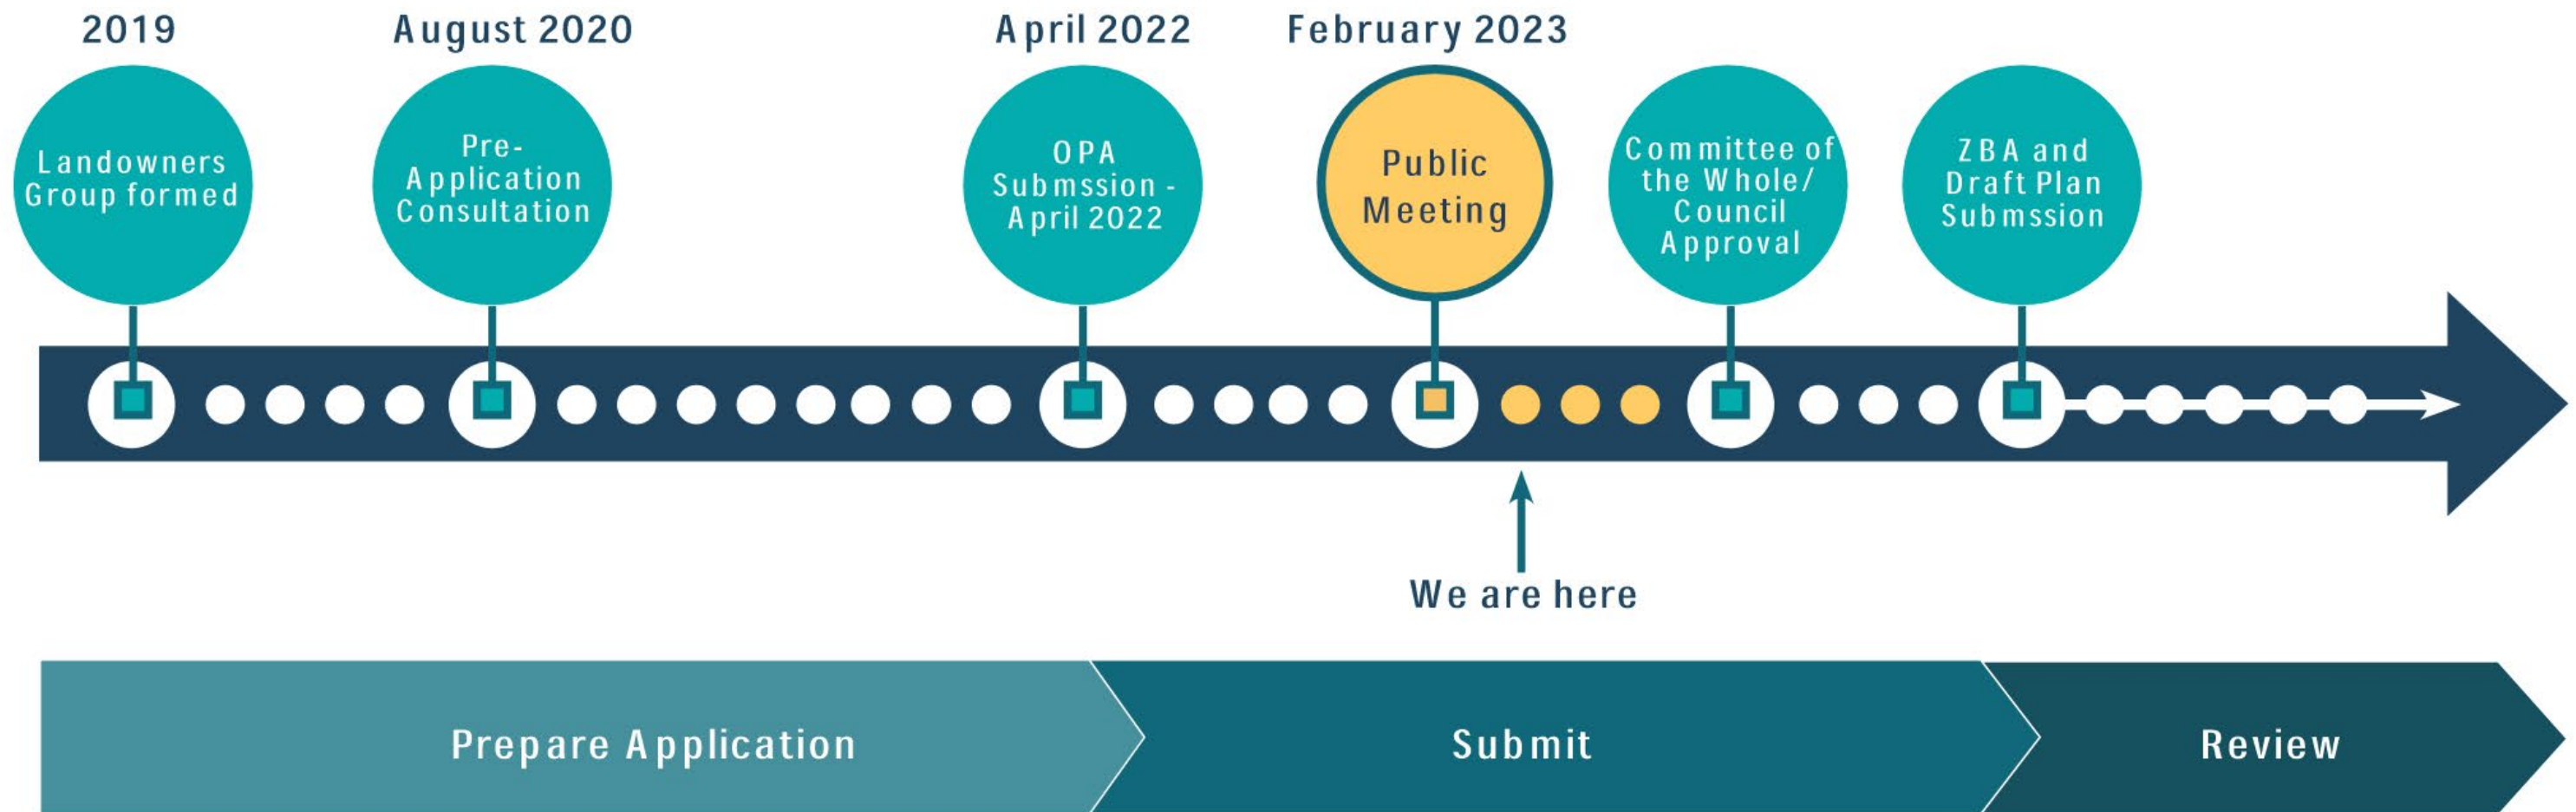 2019
August 2020
April 2022
February 2023
Landowners
Group formed
Pre-
Application
Consultation
OPA
Submssion -
April 2022
Public
Meeting
Committee of
the Whole/
Council
Approval
ZBA and
Draft Plan
Submssion
We are here
Prepare Application
Submit
Review